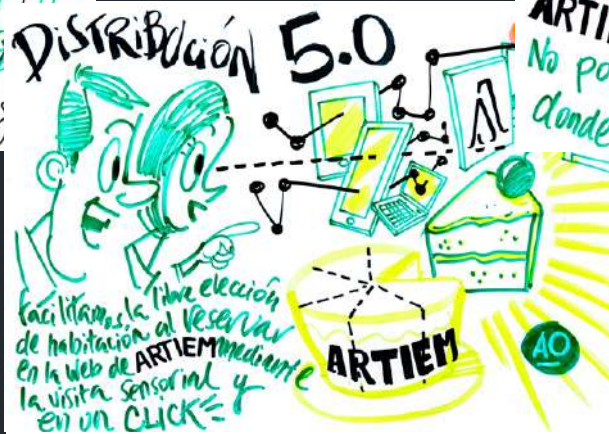 DISTRIBUCIÓN 5.0
ARTIE
No po
donde
facilitamos la libre elección
de habitación al reservar
en la web de ARTIEM mediante
la visita sensorial y
en un CLICK
ARTIEM
AO